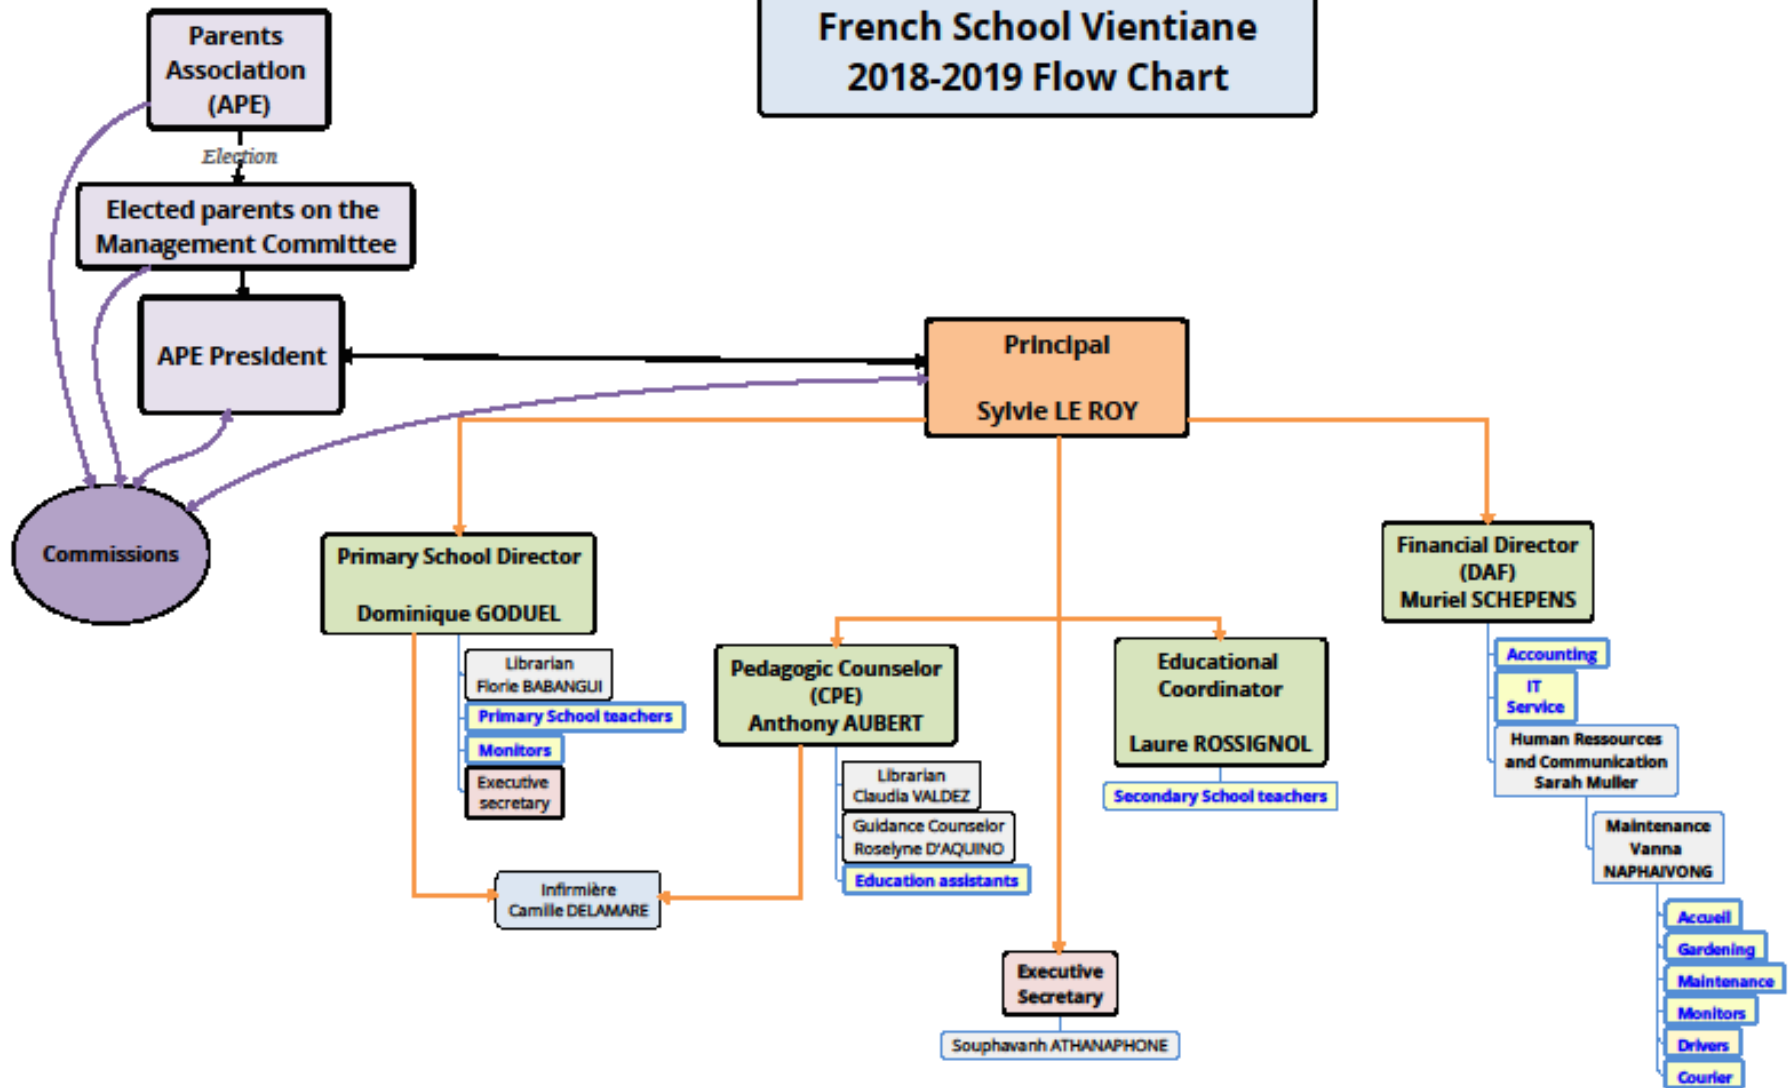 French School Vientiane
2018-2019 Flow Chart
Parents
Association
(APE)
Election
Elected parents on the
Management Committee
APE President
Commissions
Principal
Sylvie LE ROY
Primary School Director
Dominique GODUEL
Librarian
Florie BABANGUI
Primary School teachers
Monitors
Executive
secretary
Pedagogic Counselor
(CPE)
Anthony AUBERT
Librarian
Claudia VALDEZ
Guidance Counselor
Roselyne D'AQUINO
Education assistants
Infirmière
Camille DELAMARE
Educational
Coordinator
Laure ROSSIGNOL
Secondary School teachers
Executive
Secretary
Souphavanh ATHANAPHONE
Financial Director
(DAF)
Muriel SCHEPENS
Accounting
IT
Service
Human Ressources
and Communication
Sarah Muller
Maintenance
Vanna
NAPHAIVONG
Accueil
Gardening
Maintenance
Monitors
Drivers
Courier